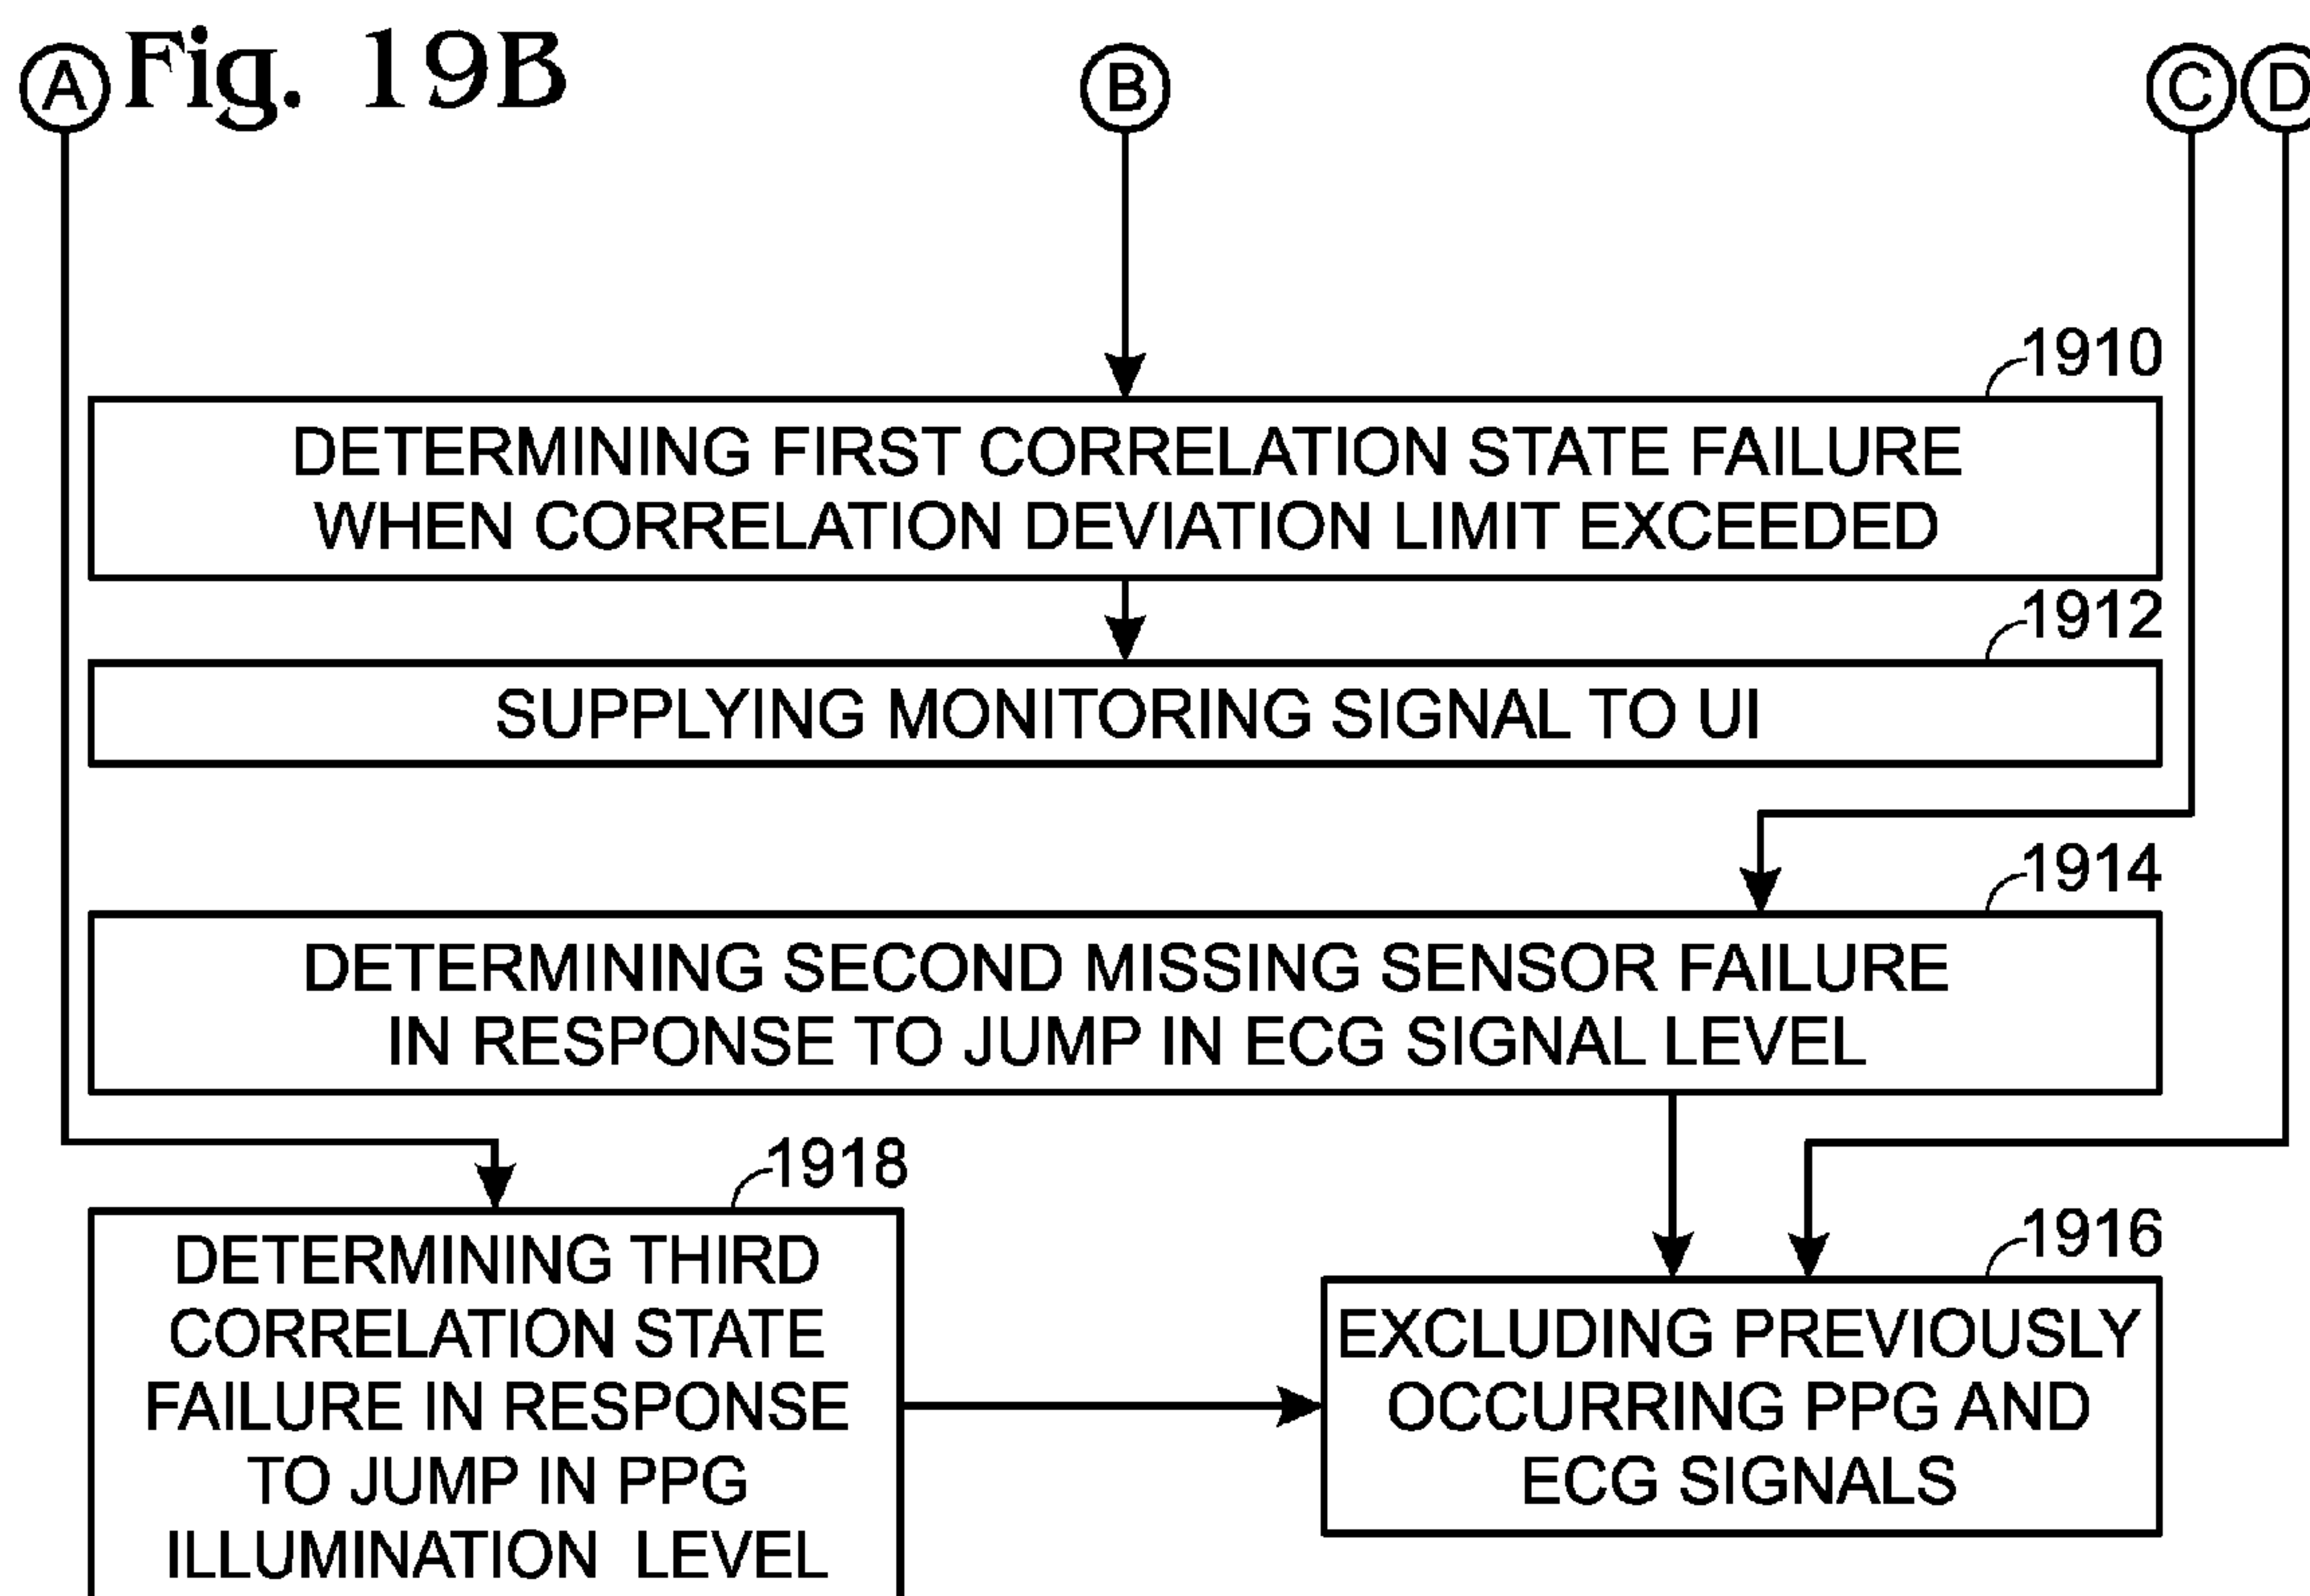 A Fig. 19B B C D
1910
DETERMINING FIRST CORRELATION STATE FAILURE
WHEN CORRELATION DEVIATION LIMIT EXCEEDED
1912
SUPPLYING MONITORING SIGNAL TO UI
1914
DETERMINING SECOND MISSING SENSOR FAILURE
IN RESPONSE TO JUMP IN ECG SIGNAL LEVEL
1918
DETERMINING THIRD
CORRELATION STATE
FAILURE IN RESPONSE
TO JUMP IN PPG
ILLUMINATION LEVEL
1916
EXCLUDING PREVIOUSLY
OCCURRING PPG AND
ECG SIGNALS